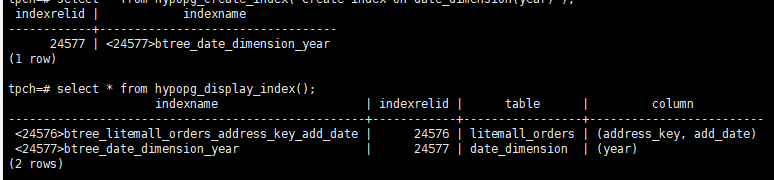 tpch=# select * from hypopg_create_index('create index on date_dimension(year)');
 indexrelid |            indexname
------------+---------------------------------
      24577 | <24577>btree_date_dimension_year
(1 row)
tpch=# select * from hypopg_display_index();
                   indexname                    | indexrelid |      table      |         column
------------------------------------------------+------------+-----------------+-------------------------
 <24576>btree_litemall_orders_address_key_add_date |      24576 | litemall_orders | (address_key, add_date)
 <24577>btree_date_dimension_year               |      24577 | date_dimension  | (year)
(2 rows)